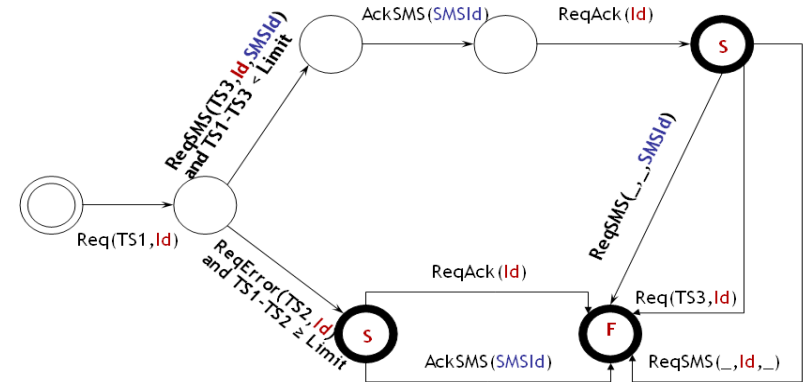 AckSMS(SMSId)
ReqAck(Id)
ReqSMS(TS3,Id,SMSId)
and TS1-TS3 < Limit
S
ReqSMS(_,_,SMSId)
Req(TS1,Id)
ReqError(TS2,Id)
and TS1-TS2 ≥ Limit
ReqAck(Id)
Req(TS3,Id)
S
F
AckSMS(SMSId)
ReqSMS(_,Id,_)